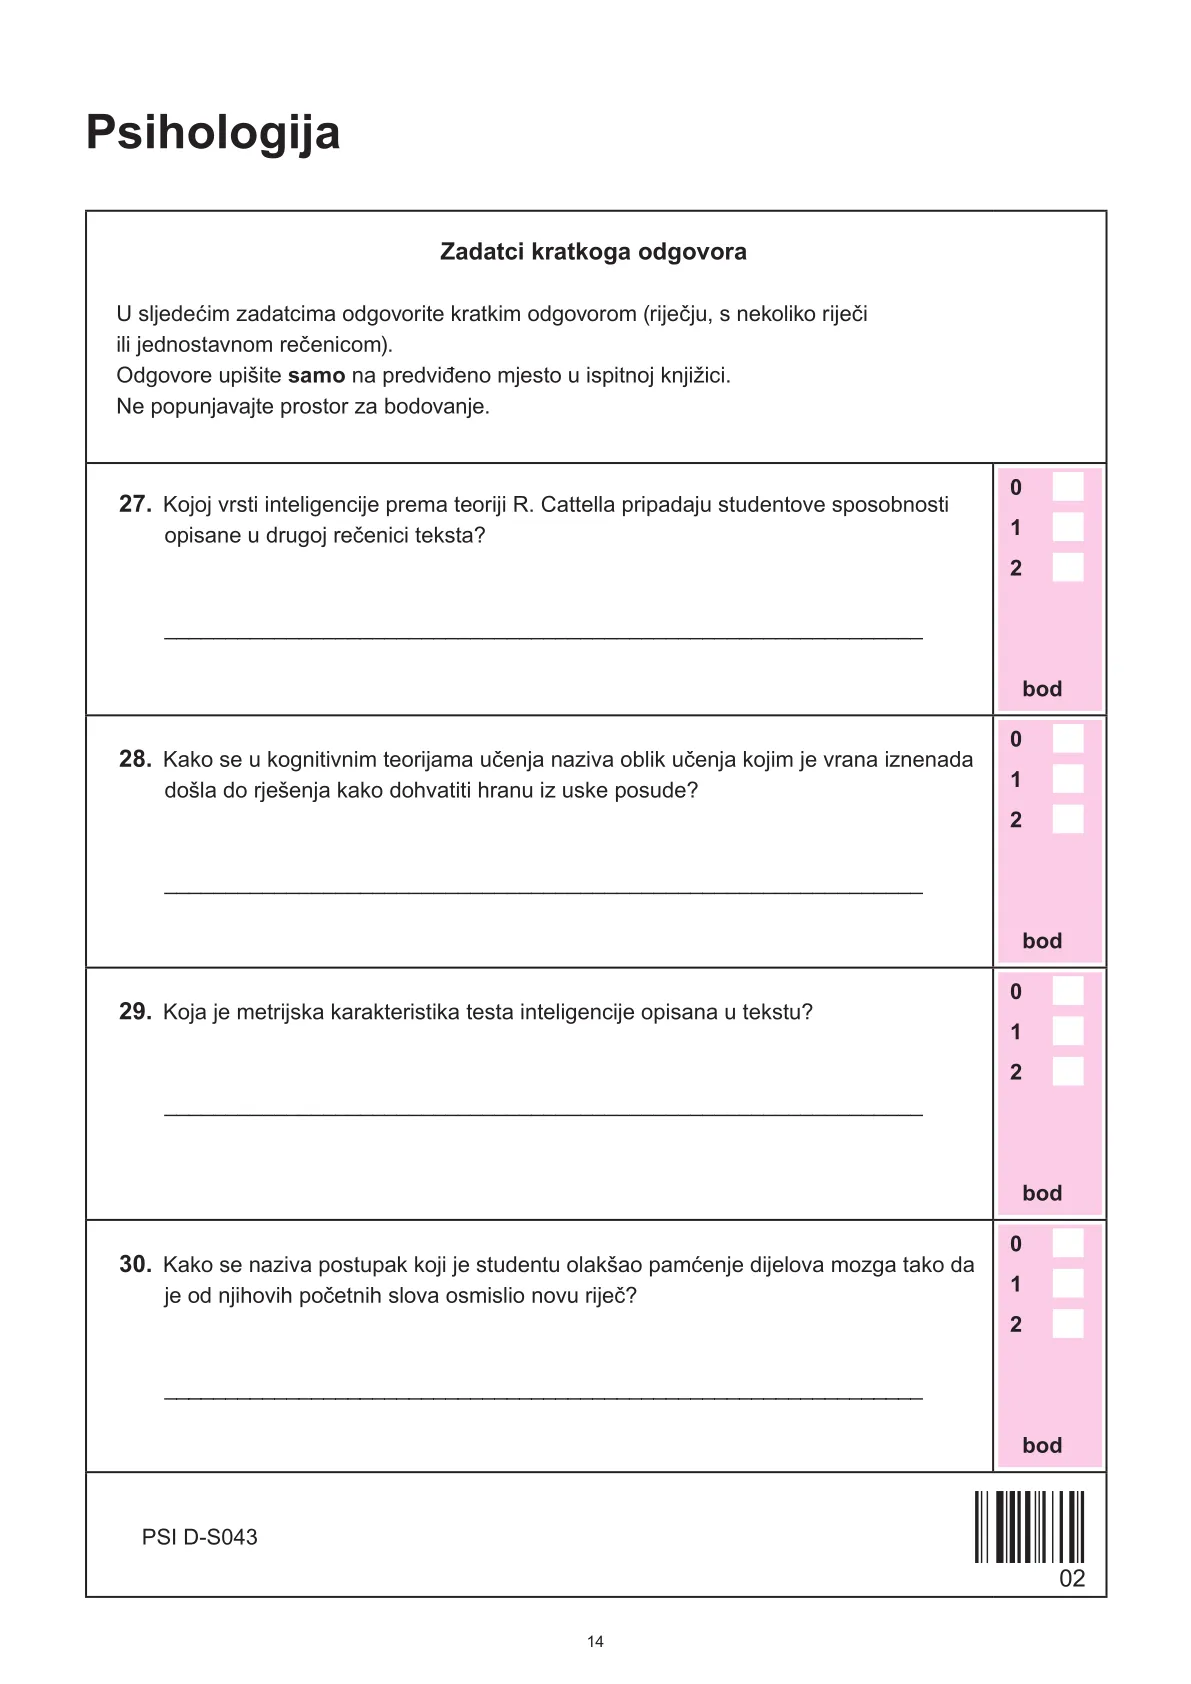 Psihologija
Zadatci kratkoga odgovora
U sljedećim zadatcima odgovorite kratkim odgovorom (riječju, s nekoliko riječi
ili jednostavnom rečenicom).
Odgovore upišite samo na predviđeno mjesto u ispitnoj knjižici.
Ne popunjavajte prostor za bodovanje.
27. Kojoj vrsti inteligencije prema teoriji R. Cattella pripadaju studentove sposobnosti
opisane u drugoj rečenici teksta?
0
1
2
bod
28. Kako se u kognitivnim teorijama učenja naziva oblik učenja kojim je vrana iznenada
došla do rješenja kako dohvatiti hranu iz uske posude?
0
1
2
bod
29. Koja je metrijska karakteristika testa inteligencije opisana u tekstu?
0
1
2
bod
30. Kako se naziva postupak koji je studentu olakšao pamćenje dijelova mozga tako da
je od njihovih početnih slova osmislio novu riječ?
0
1
2
bod
PSI D-S043
02
14